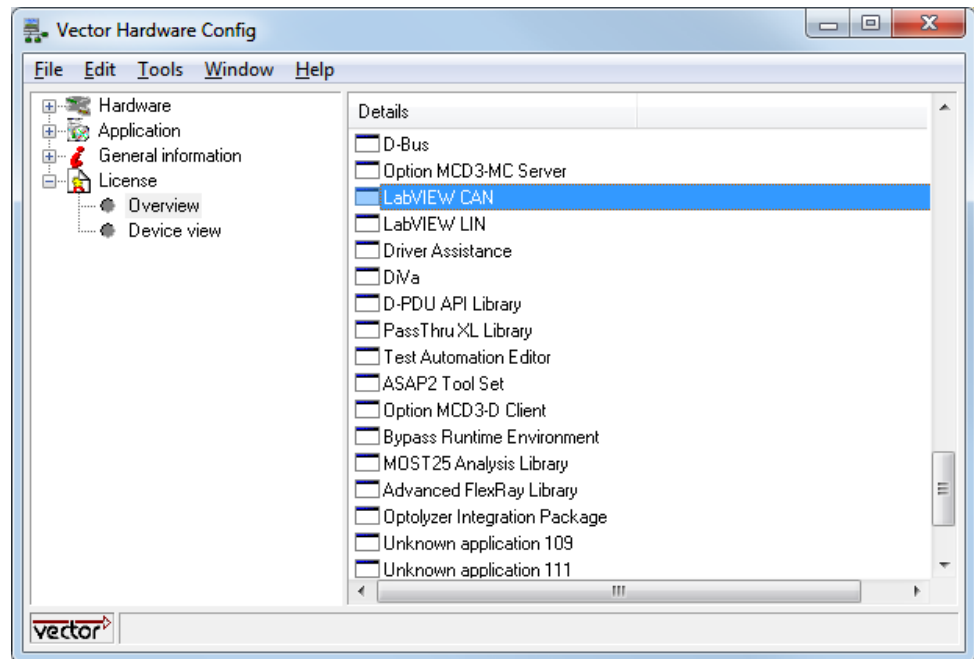 Vector Hardware Config
File Edit Tools Window Help
Hardware
Application
General information
License
Overview
Device view
Details
D-Bus
Option MCD3-MC Server
LabVIEW CAN
LabVIEW LIN
Driver Assistance
DiVa
D-PDU API Library
PassThru XL Library
Test Automation Editor
ASAP2 Tool Set
Option MCD3-D Client
Bypass Runtime Environment
MOST25 Analysis Library
Advanced FlexRay Library
Optolyzer Integration Package
Unknown application 109
Unknown application 111
vector